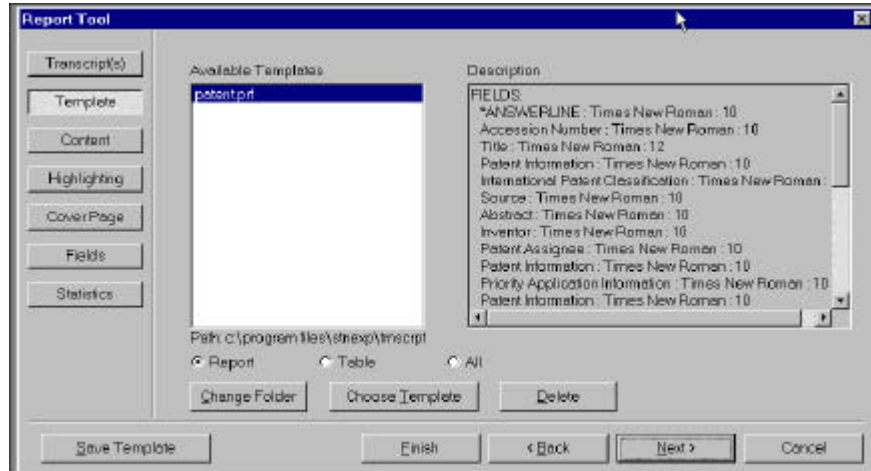 Report Tool
Transcript(s)
Template
Content
Highlighting
Cover Page
Fields
Statistics
Available Templates
patent.prf
Description
FIELDS:
*ANSWERLINE : Times New Roman : 10
Accession Number : Times New Roman : 10
Title : Times New Roman : 12
Patent Information : Times New Roman : 10
International Patent Classification : Times New Roman :
Source : Times New Roman : 10
Abstract : Times New Roman : 10
Inventor : Times New Roman : 10
Patent Assignee : Times New Roman : 10
Patent Information : Times New Roman : 10
Priority Application Information : Times New Roman : 10
Patent Information : Times New Roman : 10
Path: c:\program files\stnexp\trnscrpt
Report Table All
Change Folder Choose Template Delete
Save Template Finish < Back Next > Cancel